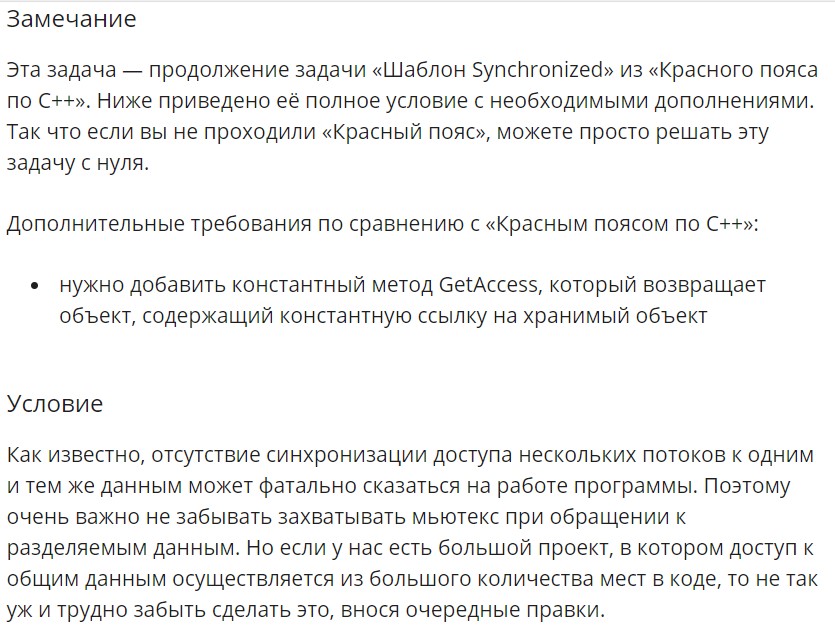 Замечание
Эта задача — продолжение задачи «Шаблон Synchronized» из «Красного пояса
по C++». Ниже приведено её полное условие с необходимыми дополнениями.
Так что если вы не проходили «Красный пояс», можете просто решать эту
задачу с нуля.
Дополнительные требования по сравнению с «Красным поясом по C++»:
• нужно добавить константный метод GetAccess, который возвращает
объект, содержащий константную ссылку на хранимый объект
Условие
Как известно, отсутствие синхронизации доступа нескольких потоков к одним
и тем же данным может фатально сказаться на работе программы. Поэтому
очень важно не забывать захватывать мьютекс при обращении к
разделяемым данным. Но если у нас есть большой проект, в котором доступ к
общим данным осуществляется из большого количества мест в коде, то не так
уж и трудно забыть сделать это, внося очередные правки.